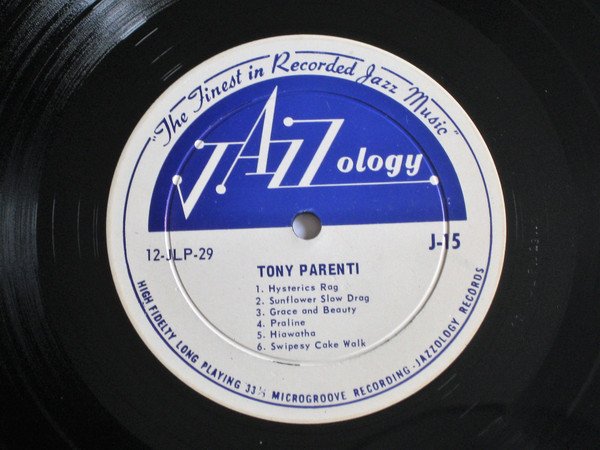 "The Finest in Recorded Jazz Music"
JAZZology
12-JLP-29
J-15
TONY PARENTI
1. Hysterics Rag
2. Sunflower Slow Drag
3. Grace and Beauty
4. Praline
5. Hiawatha
6. Swipesy Cake Walk
HIGH FIDELTY LONG PLAYING 33⅓ MICROGROOVE RECORDING - JAZZOLOGY RECORDS